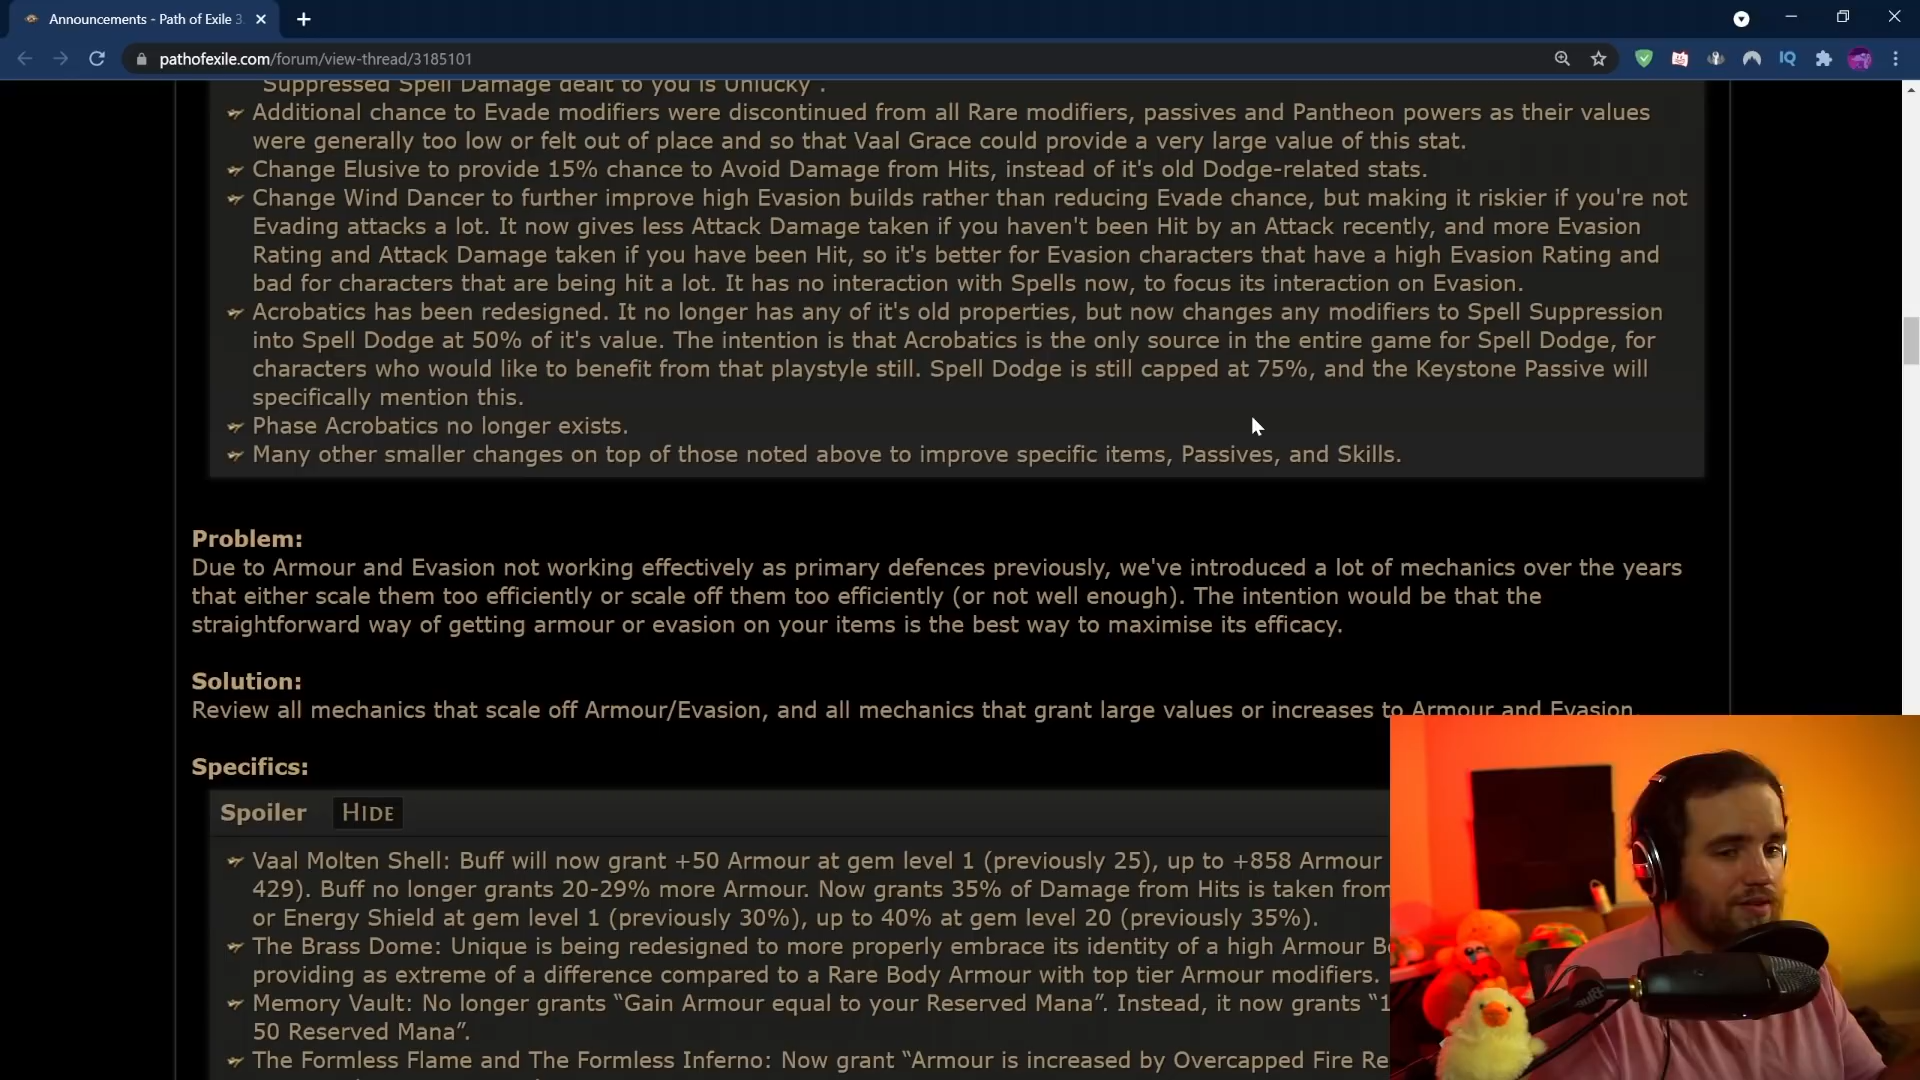 Announcements - Path of Exile 3
pathofexile.com/forum/view-thread/3185101
IQ
"Suppressed Spell Damage dealt to you is Unlucky".
Additional chance to Evade modifiers were discontinued from all Rare modifiers, passives and Pantheon powers as their values
were generally too low or felt out of place and so that Vaal Grace could provide a very large value of this stat.
Change Elusive to provide 15% chance to Avoid Damage from Hits, instead of it's old Dodge-related stats.
Change Wind Dancer to further improve high Evasion builds rather than reducing Evade chance, but making it riskier if you're not
Evading attacks a lot. It now gives less Attack Damage taken if you haven't been Hit by an Attack recently, and more Evasion
Rating and Attack Damage taken if you have been Hit, so it's better for Evasion characters that have a high Evasion Rating and
bad for characters that are being hit a lot. It has no interaction with Spells now, to focus its interaction on Evasion.
Acrobatics has been redesigned. It no longer has any of it's old properties, but now changes any modifiers to Spell Suppression
into Spell Dodge at 50% of it's value. The intention is that Acrobatics is the only source in the entire game for Spell Dodge, for
characters who would like to benefit from that playstyle still. Spell Dodge is still capped at 75%, and the Keystone Passive will
specifically mention this.
Phase Acrobatics no longer exists.
Many other smaller changes on top of those noted above to improve specific items, Passives, and Skills.
Problem:
Due to Armour and Evasion not working effectively as primary defences previously, we've introduced a lot of mechanics over the years
that either scale them too efficiently or scale off them too efficiently (or not well enough). The intention would be that the
straightforward way of getting armour or evasion on your items is the best way to maximise its efficacy.
Solution:
Review all mechanics that scale off Armour/Evasion, and all mechanics that grant large values or increases to Armour and Evasion.
Specifics:
Spoiler HIDE
Vaal Molten Shell: Buff will now grant +50 Armour at gem level 1 (previously 25), up to +858 Armour
429). Buff no longer grants 20-29% more Armour. Now grants 35% of Damage from Hits is taken from
or Energy Shield at gem level 1 (previously 30%), up to 40% at gem level 20 (previously 35%).
The Brass Dome: Unique is being redesigned to more properly embrace its identity of a high Armour B
providing as extreme of a difference compared to a Rare Body Armour with top tier Armour modifiers.
Memory Vault: No longer grants “Gain Armour equal to your Reserved Mana”. Instead, it now grants “1
50 Reserved Mana”.
The Formless Flame and The Formless Inferno: Now grant “Armour is increased by Overcapped Fire Re